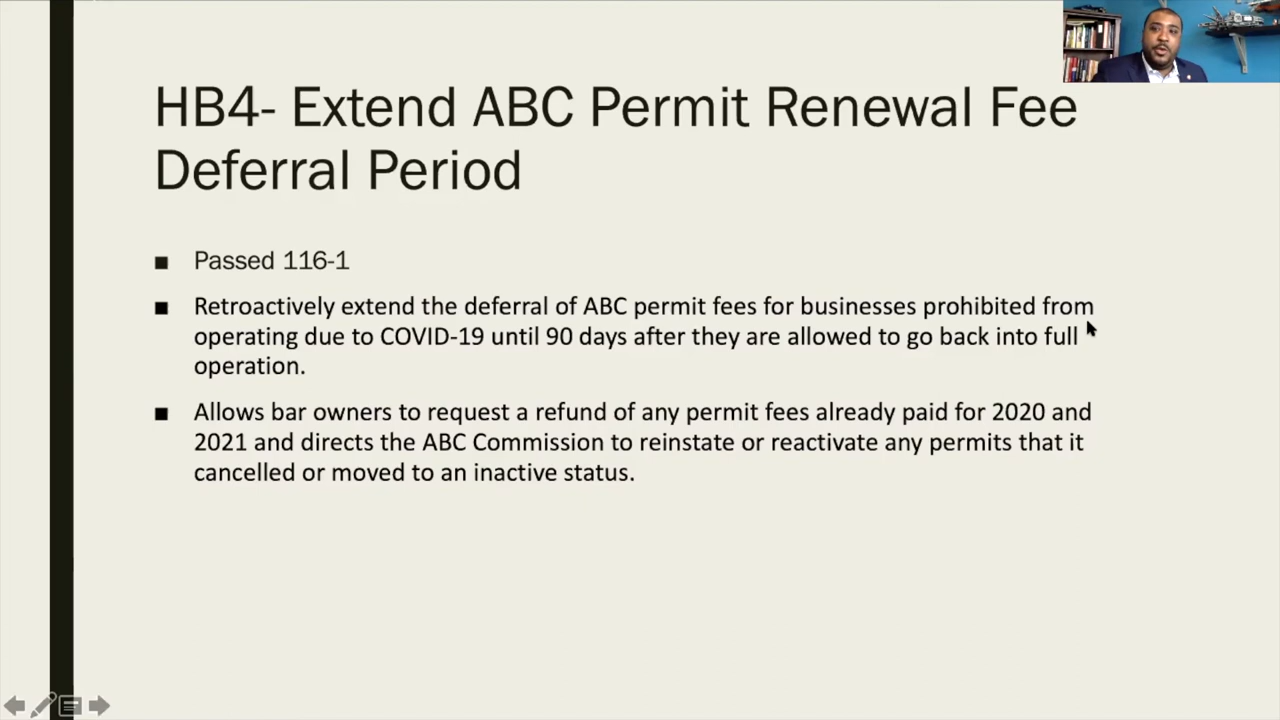 HB4- Extend ABC Permit Renewal Fee
Deferral Period
Passed 116-1
Retroactively extend the deferral of ABC permit fees for businesses prohibited from
operating due to COVID-19 until 90 days after they are allowed to go back into full
operation.
Allows bar owners to request a refund of any permit fees already paid for 2020 and
2021 and directs the ABC Commission to reinstate or reactivate any permits that it
cancelled or moved to an inactive status.